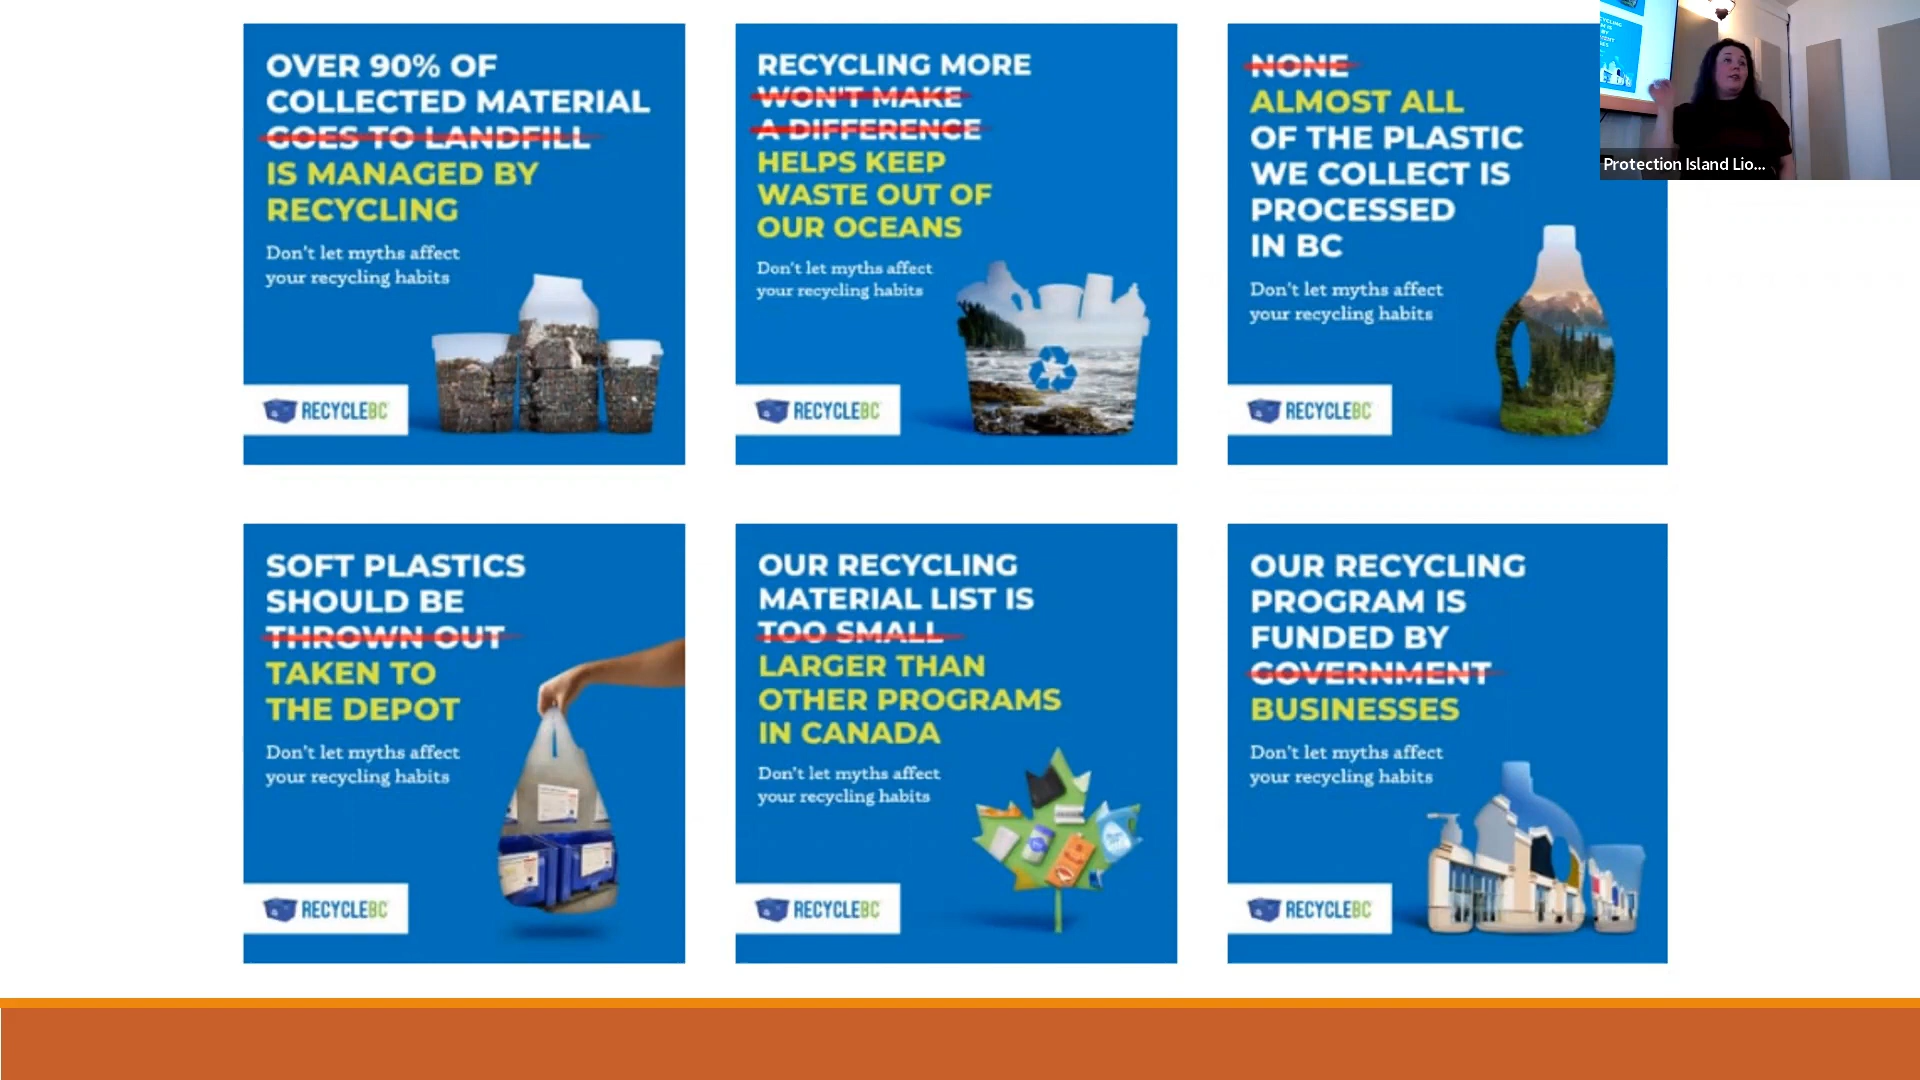 OVER 90% OF
COLLECTED MATERIAL
GOES TO LANDFILL
IS MANAGED BY
RECYCLING
Don't let myths affect
your recycling habits
RECYCLEBC
RECYCLING MORE
WON'T MAKE
A DIFFERENCE
HELPS KEEP
WASTE OUT OF
OUR OCEANS
Don't let myths affect
your recycling habits
RECYCLEBC
NONE
ALMOST ALL
OF THE PLASTIC
WE COLLECT IS
PROCESSED
IN BC
Don't let myths affect
your recycling habits
RECYCLEBC
Protection Island Lio...
SOFT PLASTICS
SHOULD BE
THROWN OUT
TAKEN TO
THE DEPOT
Don't let myths affect
your recycling habits
RECYCLEBC
OUR RECYCLING
MATERIAL LIST IS
TOO SMALL
LARGER THAN
OTHER PROGRAMS
IN CANADA
Don't let myths affect
your recycling habits
RECYCLEBC
OUR RECYCLING
PROGRAM IS
FUNDED BY
GOVERNMENT
BUSINESSES
Don't let myths affect
your recycling habits
RECYCLEBC